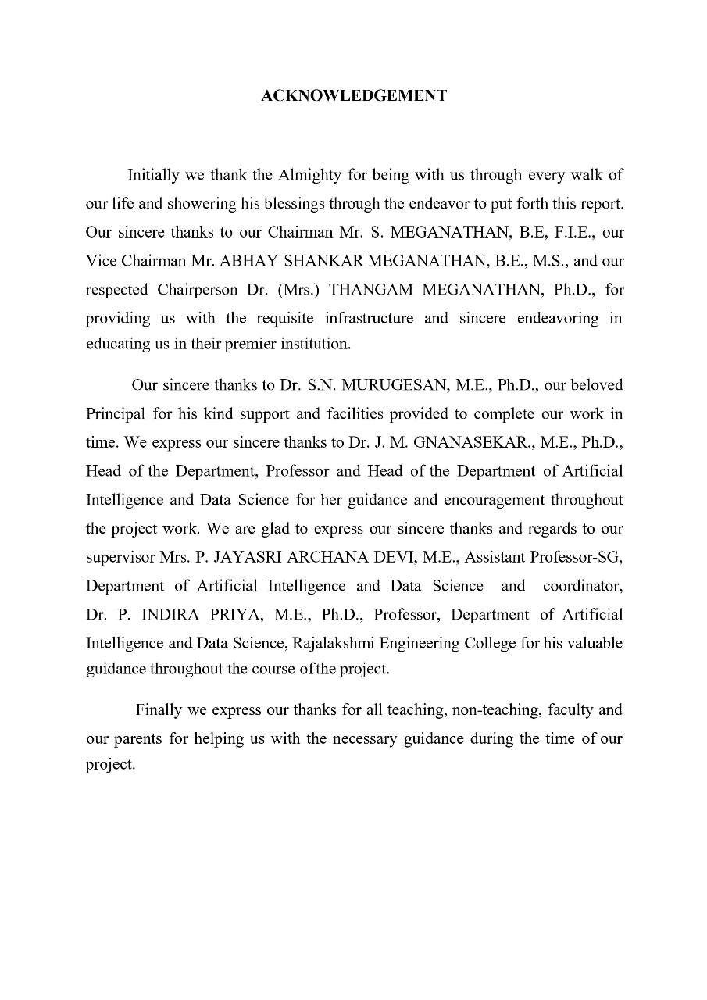 ACKNOWLEDGEMENT
Initially we thank the Almighty for being with us through every walk of
our life and showering his blessings through the endeavor to put forth this report.
Our sincere thanks to our Chairman Mr. S. MEGANATHAN, B.E, F.I.E., our
Vice Chairman Mr. ABHAY SHANKAR MEGANATHAN, B.E., M.S., and our
respected Chairperson Dr. (Mrs.) THANGAM MEGANATHAN, Ph.D., for
providing us with the requisite infrastructure and sincere endeavoring in
educating us in their premier institution.
Our sincere thanks to Dr. S.N. MURUGESAN, M.E., Ph.D., our beloved
Principal for his kind support and facilities provided to complete our work in
time. We express our sincere thanks to Dr. J. M. GNANASEKAR., M.E., Ph.D.,
Head of the Department, Professor and Head of the Department of Artificial
Intelligence and Data Science for her guidance and encouragement throughout
the project work. We are glad to express our sincere thanks and regards to our
supervisor Mrs. P. JAYASRI ARCHANA DEVI, M.E., Assistant Professor-SG,
Department of Artificial Intelligence and Data Science and coordinator,
Dr. P. INDIRA PRIYA, M.E., Ph.D., Professor, Department of Artificial
Intelligence and Data Science, Rajalakshmi Engineering College for his valuable
guidance throughout the course of the project.
Finally we express our thanks for all teaching, non-teaching, faculty and
our parents for helping us with the necessary guidance during the time of our
project.